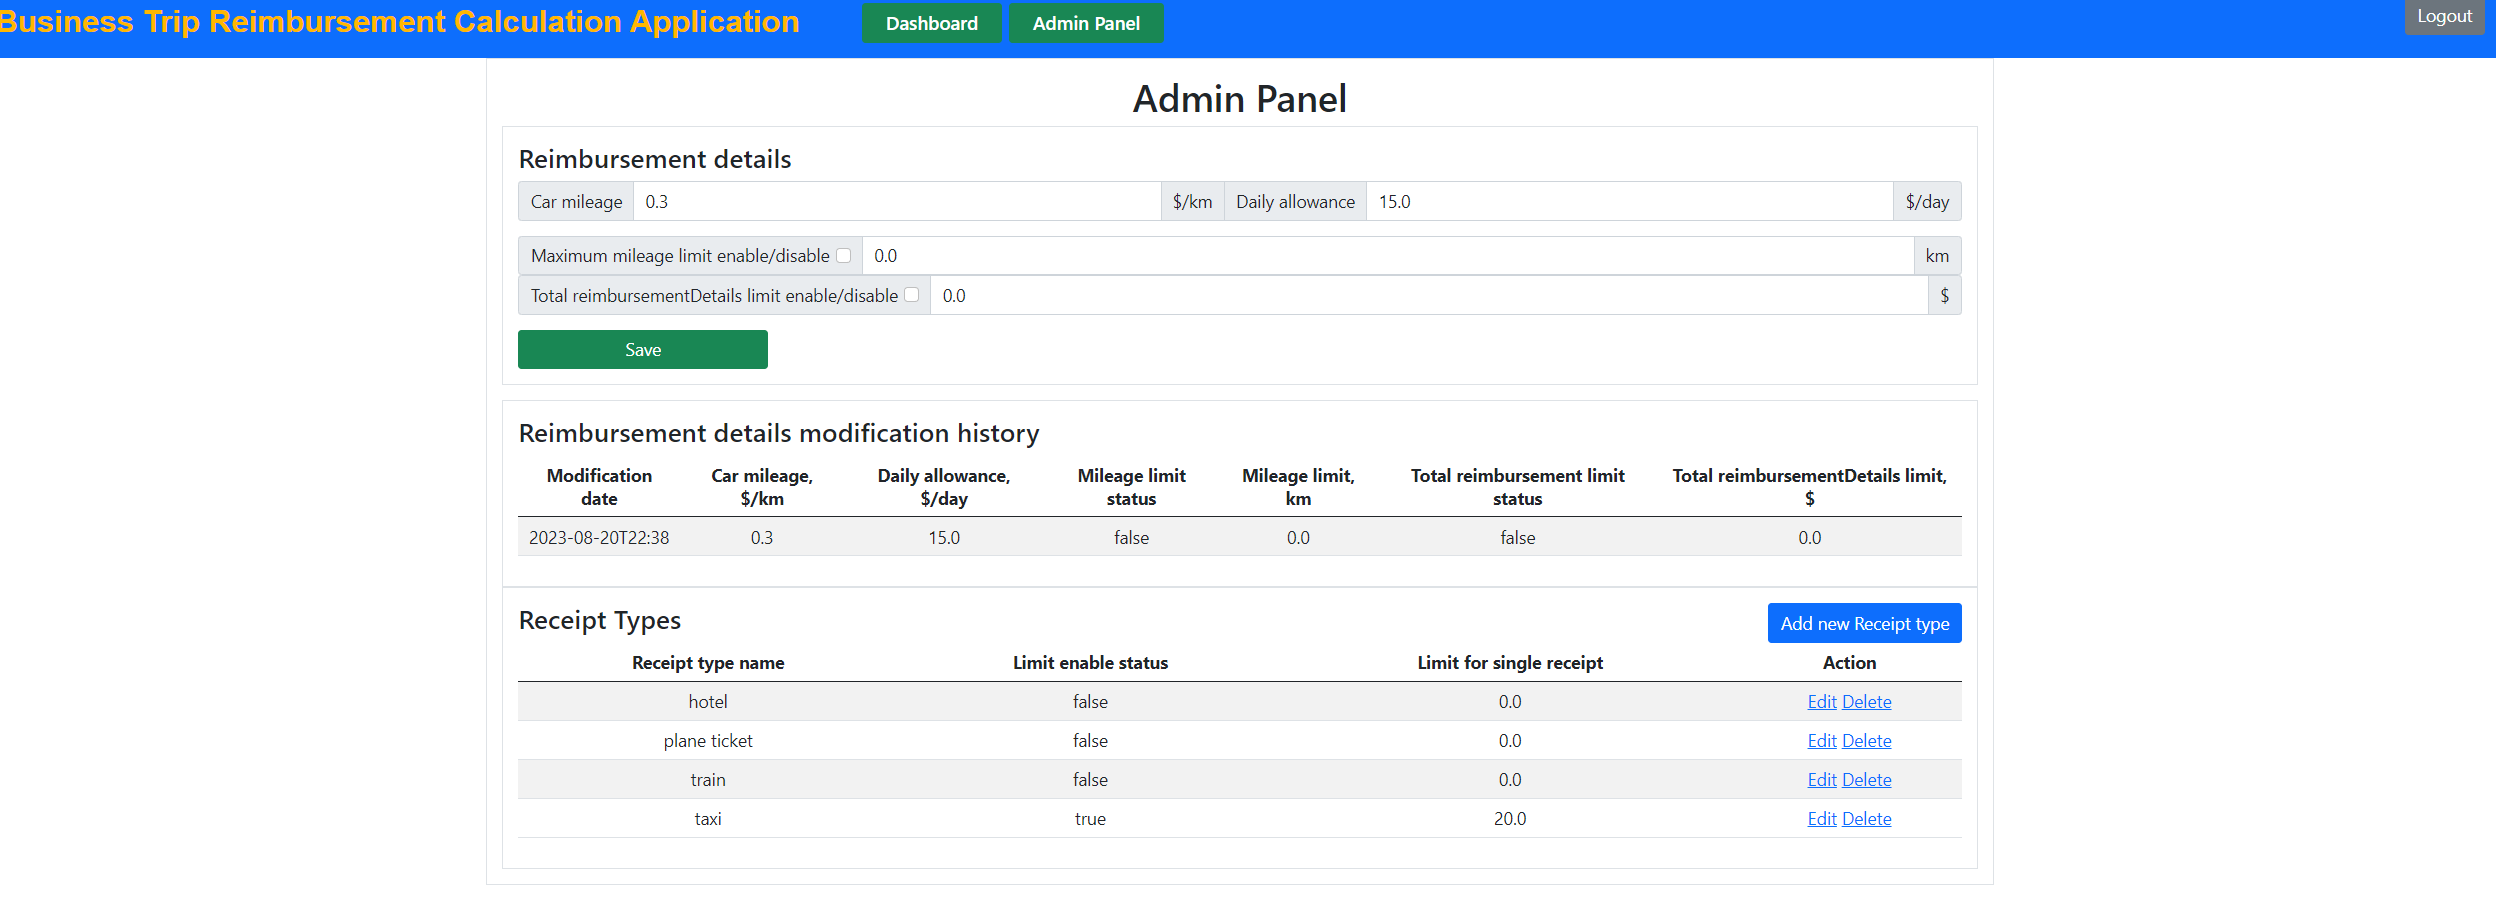 Business Trip Reimbursement Calculation Application Dashboard Admin Panel Logout
Admin Panel
Reimbursement details
Car mileage 0.3 $/km Daily allowance 15.0 $/day
Maximum mileage limit enable/disable 0.0 km
Total reimbursementDetails limit enable/disable 0.0 $
Save
Reimbursement details modification history
Modification date Car mileage, $/km Daily allowance, $/day Mileage limit status Mileage limit, km Total reimbursement limit status Total reimbursementDetails limit, $
2023-08-20T22:38 0.3 15.0 false 0.0 false 0.0
Receipt Types Add new Receipt type
Receipt type name Limit enable status Limit for single receipt Action
hotel false 0.0 Edit Delete
plane ticket false 0.0 Edit Delete
train false 0.0 Edit Delete
taxi true 20.0 Edit Delete